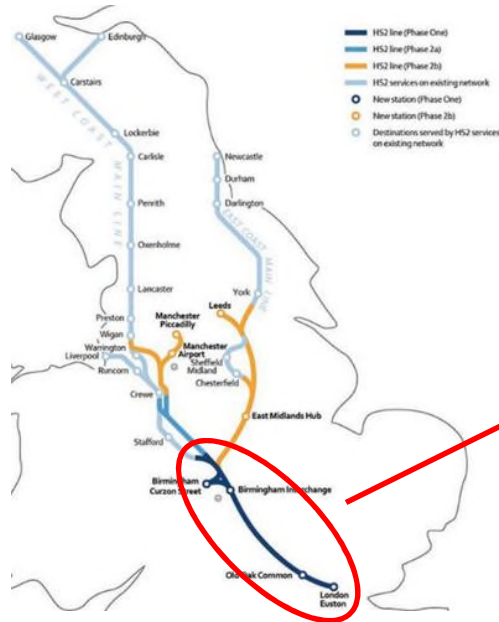 HS2 line (Phase One)
HS2 line (Phase 2a)
HS2 line (Phase 2b)
HS2 services on existing network
New station (Phase One)
New station (Phase 2b)
Destinations served by HS2 services
on existing network
Glasgow
Edinburgh
Carstairs
WEST COAST MAIN LINE
Lockerbie
Carlisle
Newcastle
Durham
Penrith
Darlington
EAST COAST MAIN LINE
Oxenholme
Lancaster
York
Preston
Manchester
Piccadilly
Leeds
Wigan
Warrington
Manchester
Airport
Liverpool
Sheffield
Midland
Runcorn
Chesterfield
Crewe
East Midlands Hub
Stafford
Birmingham
Curzon Street
Birmingham Interchange
Old Oak Common
London
Euston